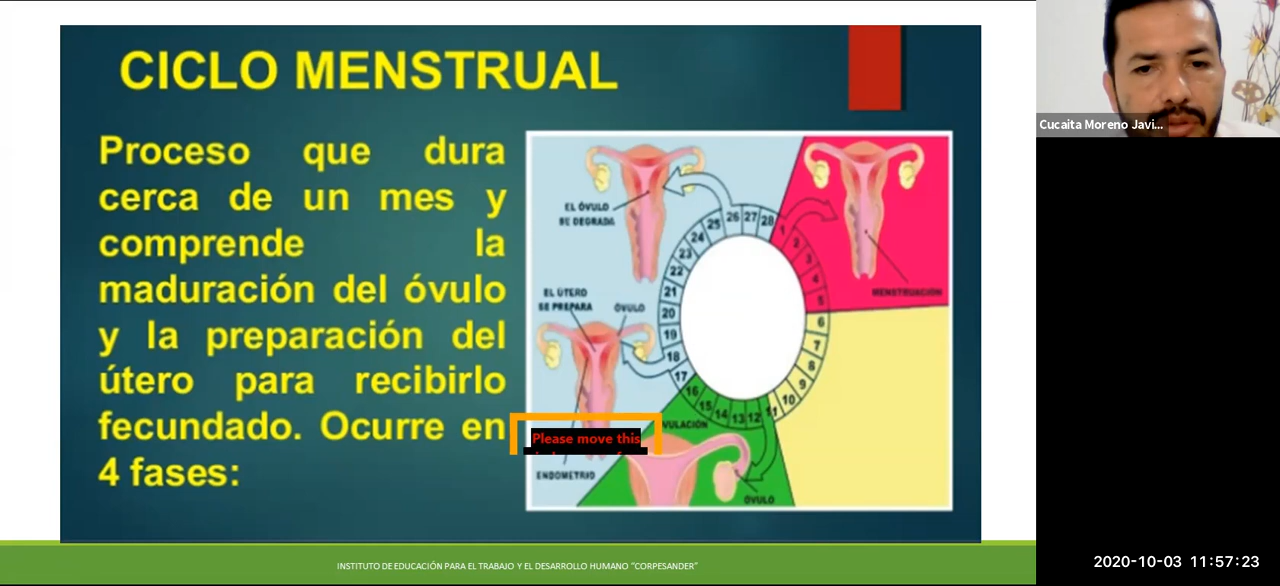 CICLO MENSTRUAL
Proceso que dura
cerca de un mes y
comprende la
maduración del óvulo
y la preparación del
útero para recibirlo
fecundado. Ocurre en
4 fases:
EL ÓVULO
SE DEGRADA
EL ÚTERO
SE PREPARA
ÓVULO
ENDOMETRIO
MENSTRUACION
VULACIÓN
ÓVULO
1
2
3
4
5
6
7
8
9
10
11
12
13
14
15
16
17
18
19
20
21
22
23
24
25
26
27
28
Please move this
INSTITUTO DE EDUCACIÓN PARA EL TRABAJO Y EL DESARROLLO HUMANO “CORPESANDER”
Cucaita Moreno Javi...
2020-10-03 11:57:23